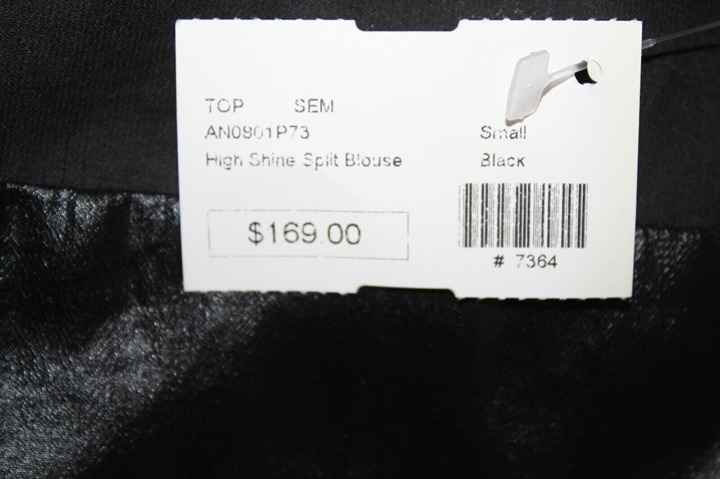 TOP SEM
AN0801P73
High Shine Split Blouse
$169.00
Small
Black
# 7364